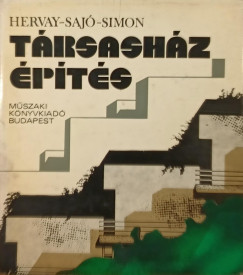 HERVAY-SAJÓ-SIMON
TÁRSASHÁZ
ÉPÍTÉS
MŰSZAKI
KÖNYVKIADÓ
BUDAPEST